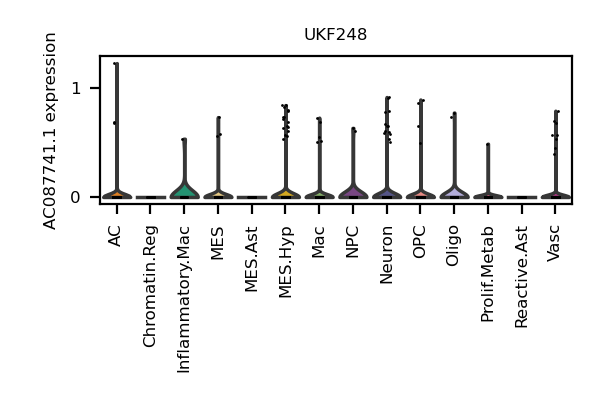 UKF248
AC087741.1 expression
1
0
AC
Chromatin.Reg
Inflammatory.Mac
MES
MES.Ast
MES.Hyp
Mac
NPC
Neuron
OPC
Oligo
Prolif.Metab
Reactive.Ast
Vasc